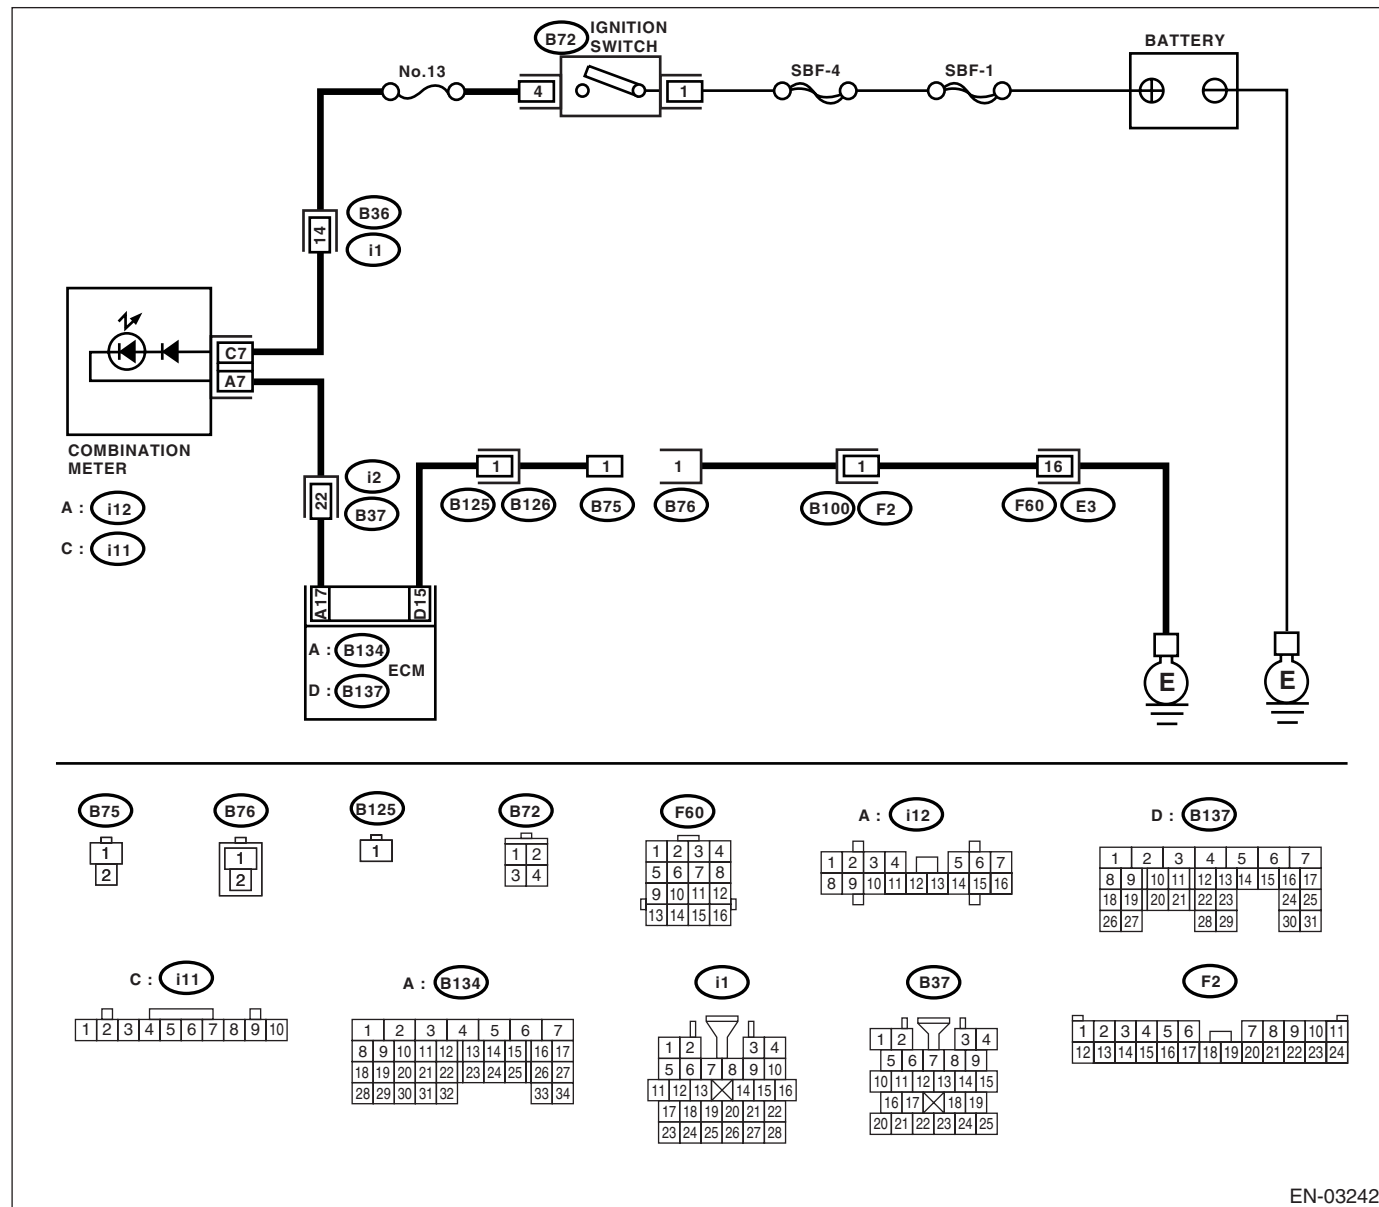 B72 IGNITION
SWITCH
BATTERY
No.13
SBF-4
SBF-1
4
1
14
B36
i1
C7
A7
COMBINATION
METER
A : i12
C : i11
22
i2
B37
1
1
1
1
16
B125
B126
B75
B76
B100
F2
F60
E3
A17
D15
A : B134
ECM
D : B137
E
E
B75
B76
B125
B72
F60
A : i12
D : B137
1
2
1
2
1
1 2
3 4
1 2 3 4
5 6 7 8
9 10 11 12
13 14 15 16
1 2 3 4 5 6 7
8 9 10 11 12 13 14 15 16
1 2 3 4 5 6 7
8 9 10 11 12 13 14 15 16 17
18 19 20 21 22 23 24 25
26 27 28 29 30 31
C : i11
A : B134
i1
B37
F2
1 2 3 4 5 6 7 8 9 10
1 2 3 4 5 6 7
8 9 10 11 12 13 14 15 16 17
18 19 20 21 22 23 24 25 26 27
28 29 30 31 32 33 34
1 2 3 4
5 6 7 8 9 10
11 12 13 14 15 16
17 18 19 20 21 22
23 24 25 26 27 28
1 2 3 4
5 6 7 8 9
10 11 12 13 14 15
16 17 18 19
20 21 22 23 24 25
1 2 3 4 5 6 7 8 9 10 11
12 13 14 15 16 17 18 19 20 21 22 23 24
EN-03242